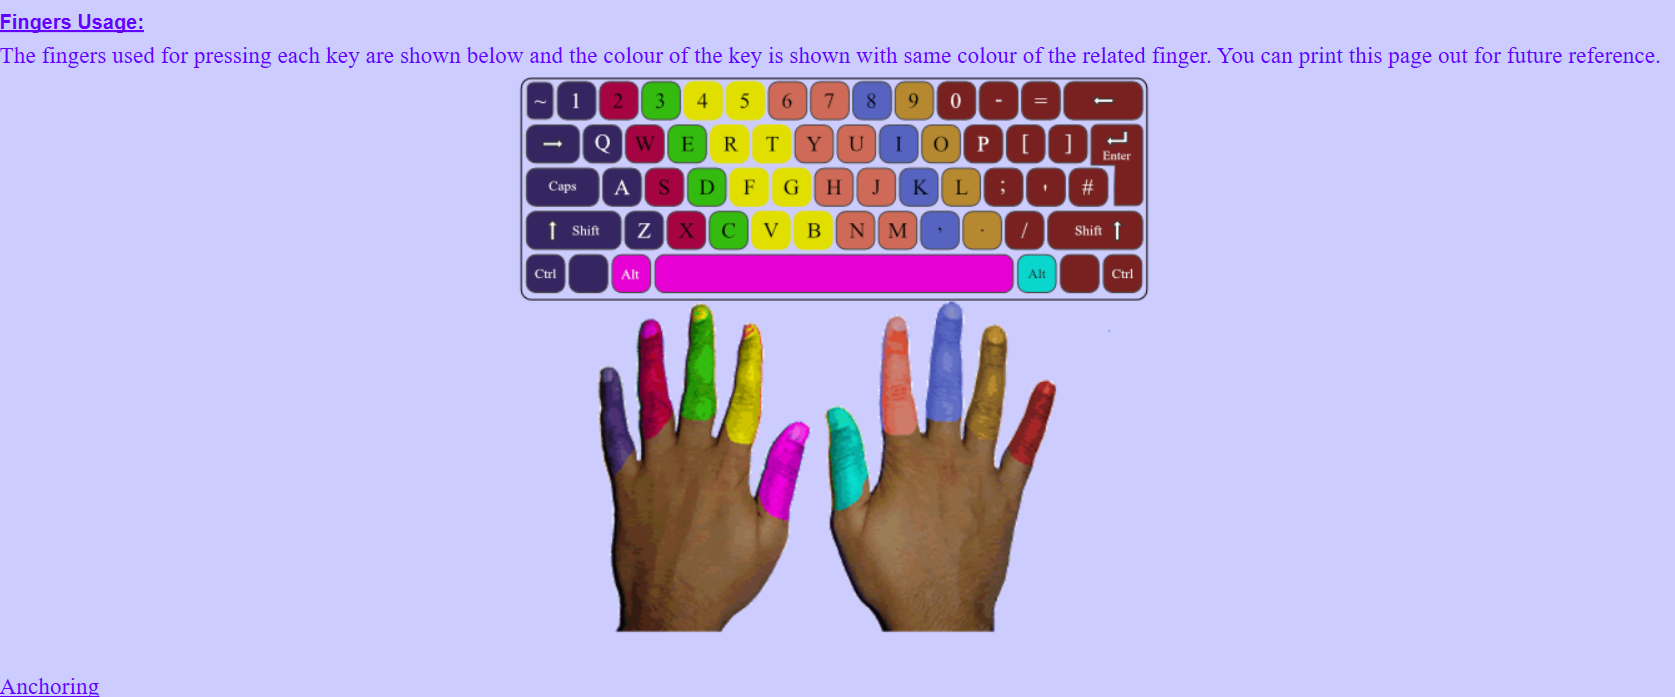 Fingers Usage:
The fingers used for pressing each key are shown below and the colour of the key is shown with same colour of the related finger. You can print this page out for future reference.
~ 1 2 3 4 5 6 7 8 9 0 - = ←
→ Q W E R T Y U I O P [ ] Enter
Caps A S D F G H J K L ; ' #
↑ Shift Z X C V B N M , . / Shift ↑
Ctrl Alt Alt Ctrl
Anchoring